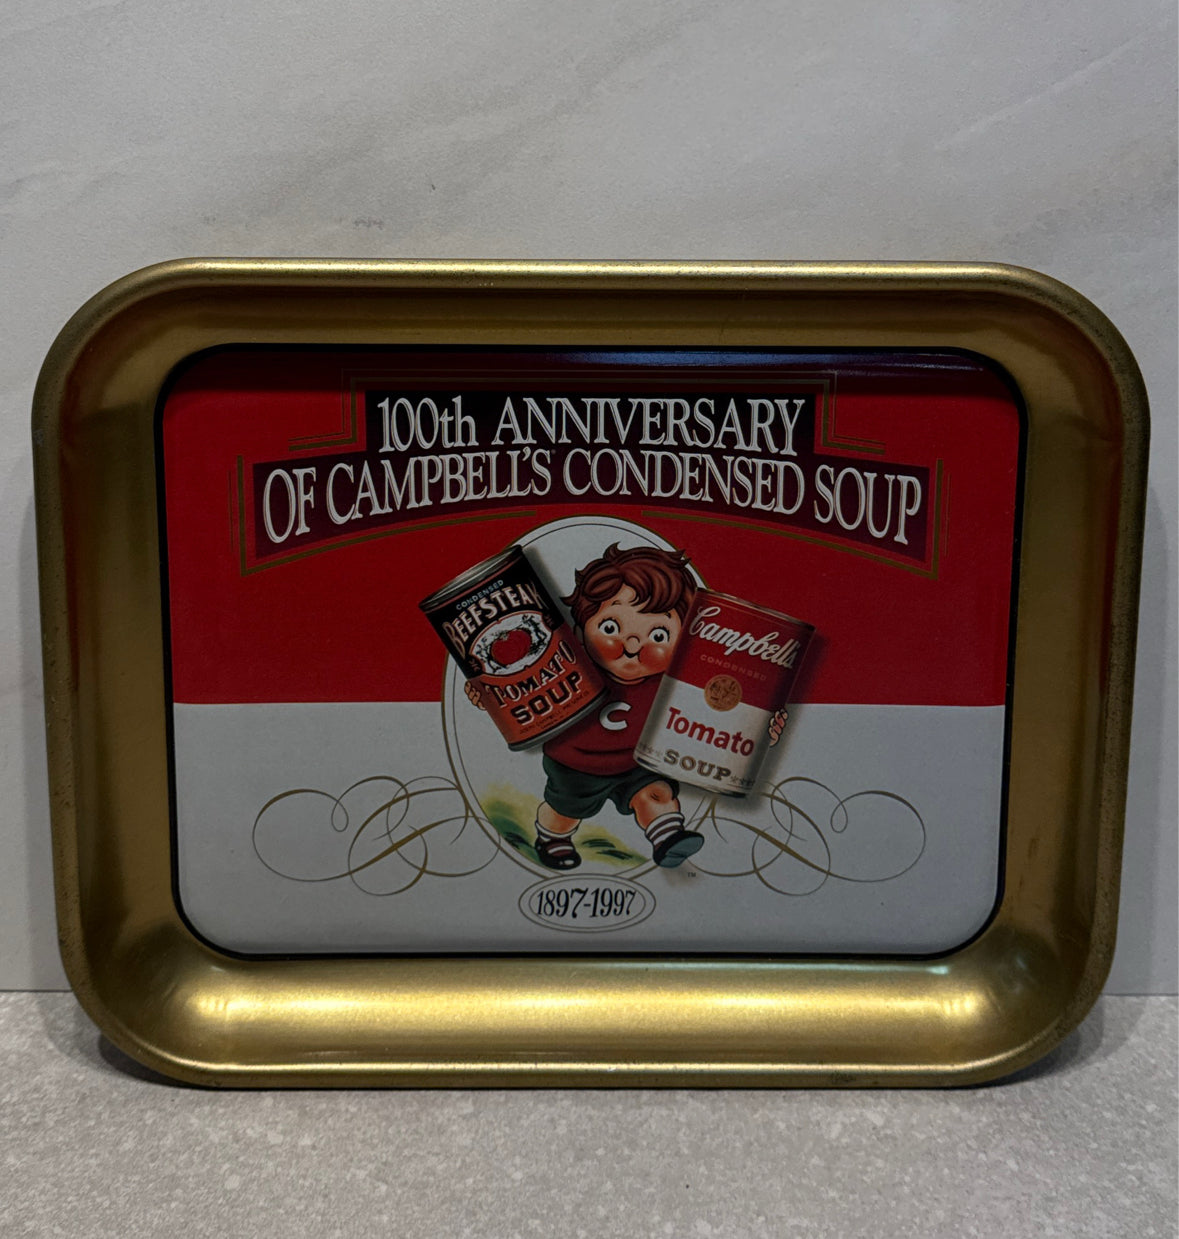 100th ANNIVERSARY
OF CAMPBELL'S CONDENSED SOUP
CONDENSED
BEEFSTEAK
TOMATO
SOUP
Campbell's
CONDENSED
Tomato
SOUP
C
TM
1897-1997